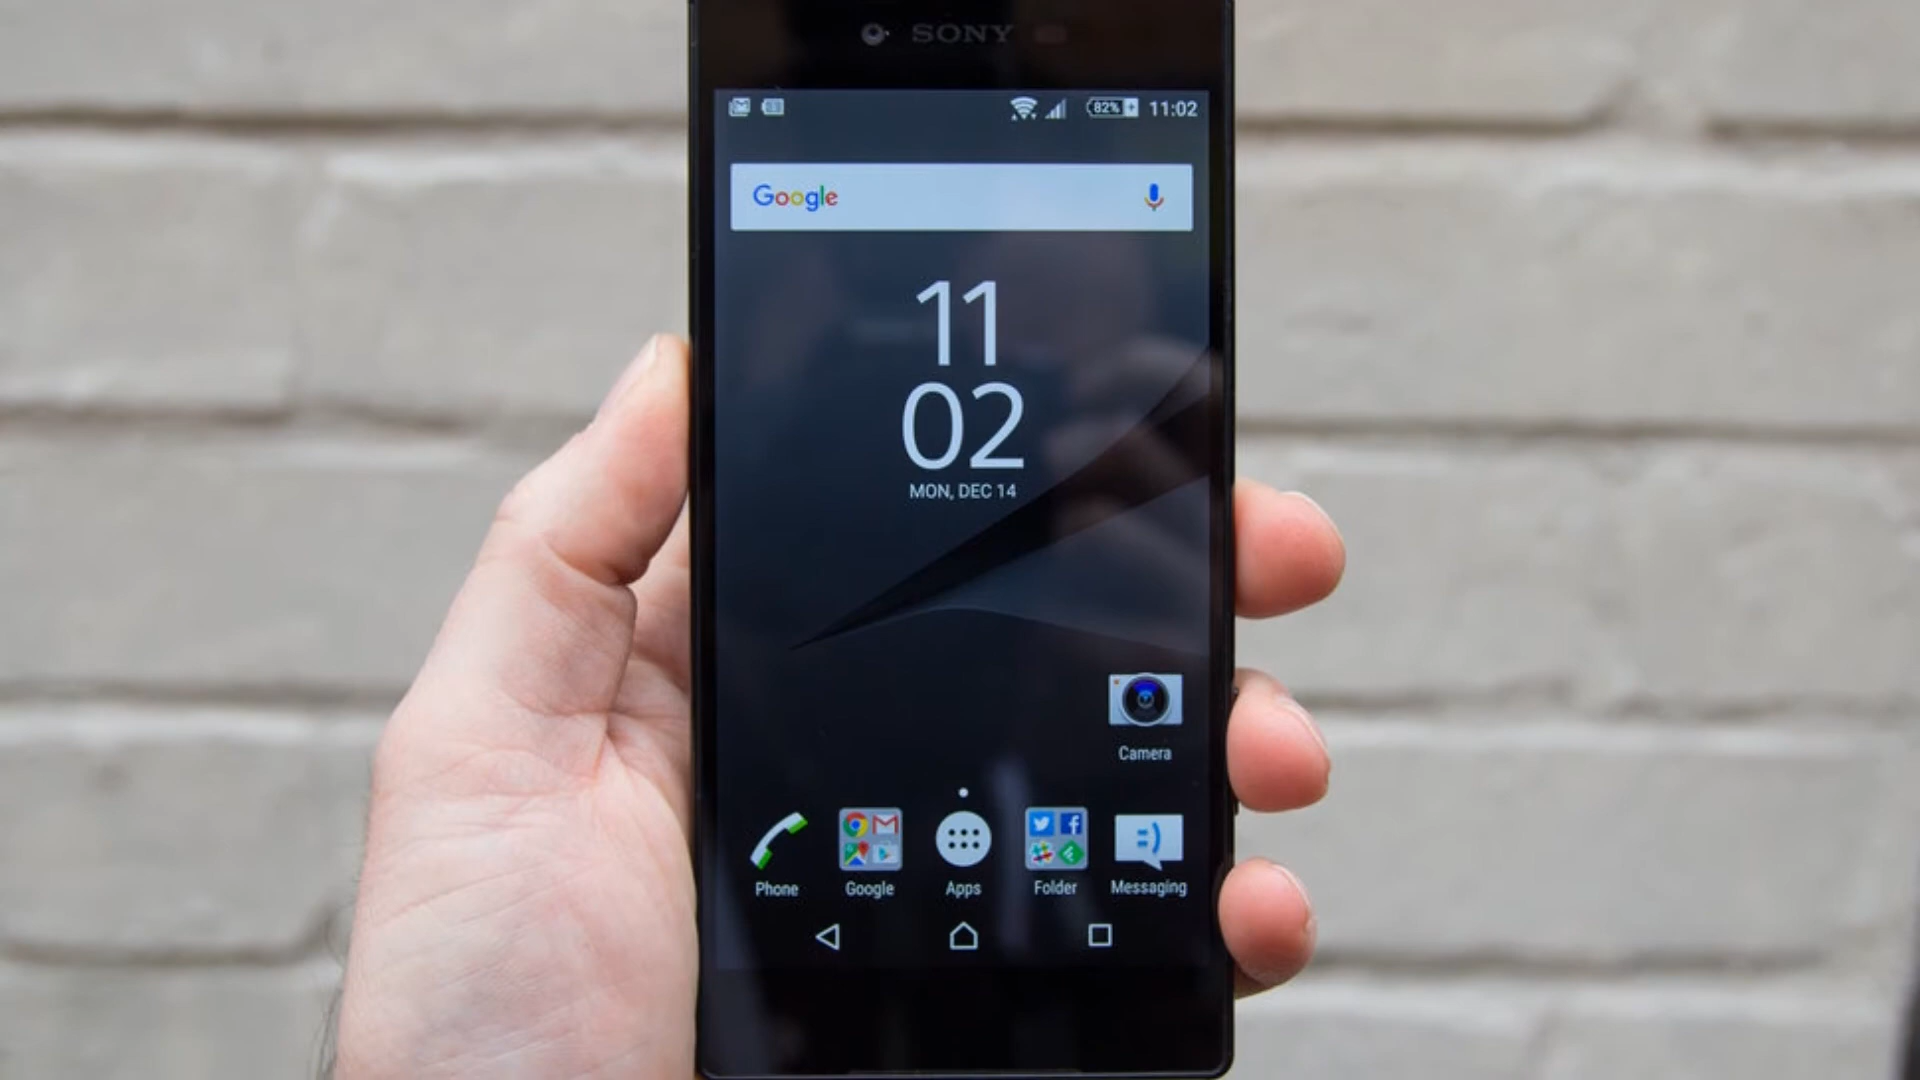 SONY
82% 11:02
Google
11
02
MON, DEC 14
Camera
Phone Google Apps Folder Messaging